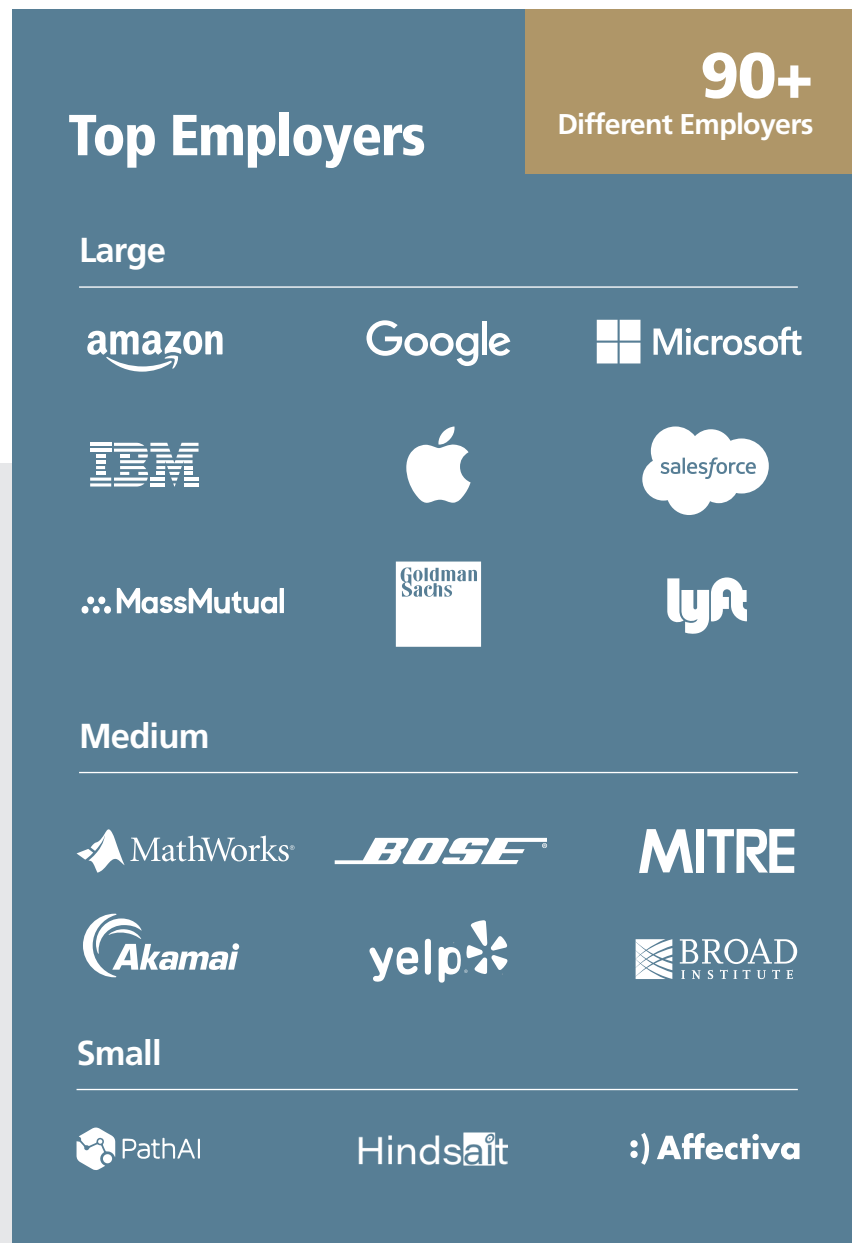 90+
Different Employers
Top Employers
Large
amazon
Google
Microsoft
IBM
salesforce
MassMutual
Goldman
Sachs
lyft
Medium
MathWorks®
BOSE®
MITRE
Akamai
yelp
BROAD
INSTITUTE
Small
PathAI
Hindsait
:) Affectiva